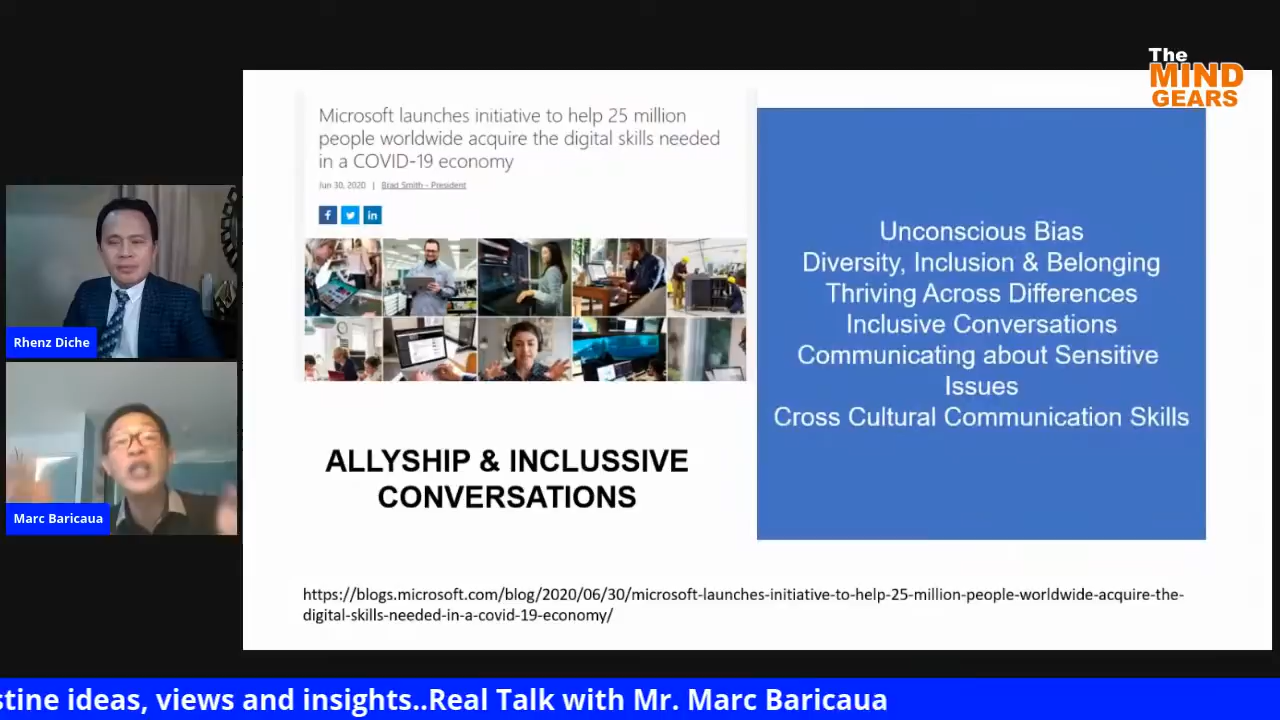 The
MIND
GEARS
Microsoft launches initiative to help 25 million
people worldwide acquire the digital skills needed
in a COVID-19 economy
Jun 30, 2020 | Brad Smith - President
Unconscious Bias
Diversity, Inclusion & Belonging
Thriving Across Differences
Inclusive Conversations
Communicating about Sensitive
Issues
Cross Cultural Communication Skills
Rhenz Diche
Marc Baricaua
ALLYSHIP & INCLUSSIVE
CONVERSATIONS
https://blogs.microsoft.com/blog/2020/06/30/microsoft-launches-initiative-to-help-25-million-people-worldwide-acquire-the-
digital-skills-needed-in-a-covid-19-economy/
stine ideas, views and insights..Real Talk with Mr. Marc Baricaua